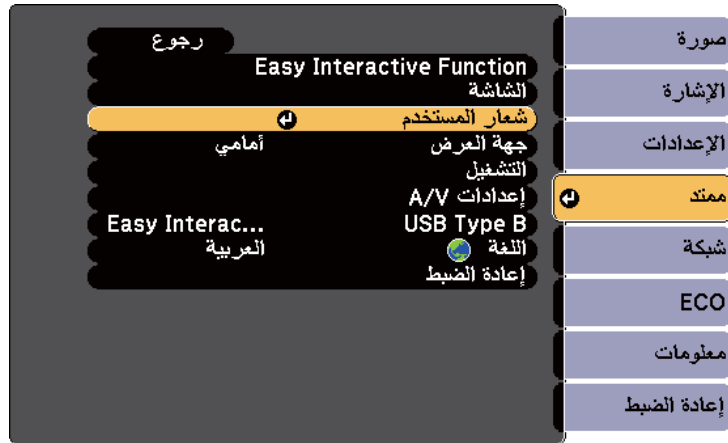 صورة
الإشارة
الإعدادات
ممتد
شبكة
ECO
معلومات
إعادة الضبط
رجوع
Easy Interactive Function
الشاشة
شعار المستخدم
جهة العرض أمامي
التشغيل
إعدادات A/V
USB Type B Easy Interac...
اللغة العربية
إعادة الضبط